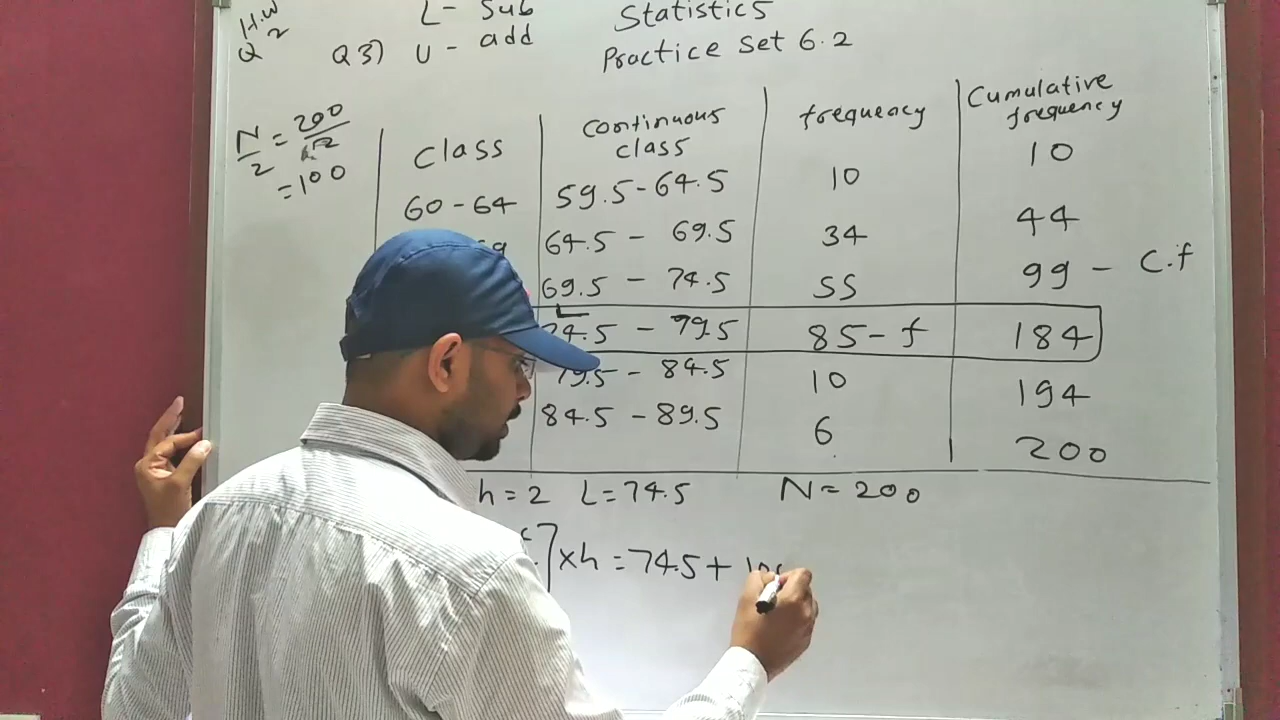 H.W
Q 2
L - Sub
Q 3) U - add
Statistics
Practice Set 6.2
N/2 = 200/2
= 100
Class | Continuous class | frequency | Cumulative frequency
60 - 64 | 59.5 - 64.5 | 10 | 10
64.5 - 69.5 | 34 | 44
69.5 - 74.5 | 55 | 99 - C.f
74.5 - 79.5 | 85 - f | 184
79.5 - 84.5 | 10 | 194
84.5 - 89.5 | 6 | 200
h = 2 L = 74.5 N = 200
] × h = 74.5 +